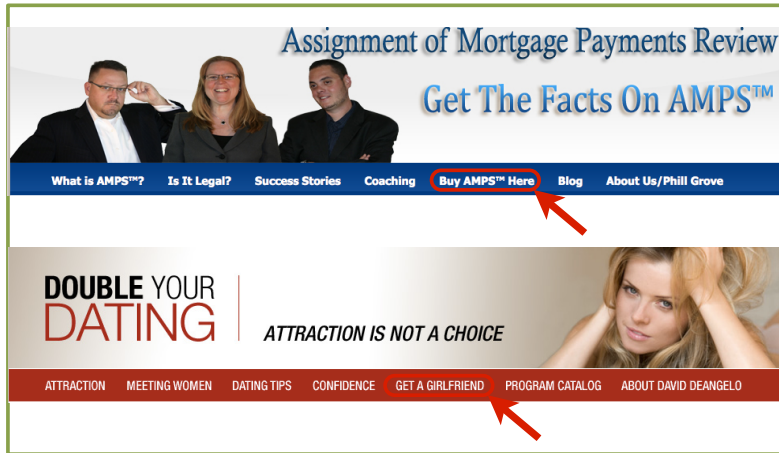 Assignment of Mortgage Payments Review
Get The Facts On AMPS™
What is AMPS™? Is It Legal? Success Stories Coaching Buy AMPS™ Here Blog About Us/Phill Grove
DOUBLE YOUR
DATING
ATTRACTION IS NOT A CHOICE
ATTRACTION MEETING WOMEN DATING TIPS CONFIDENCE GET A GIRLFRIEND PROGRAM CATALOG ABOUT DAVID DEANGELO